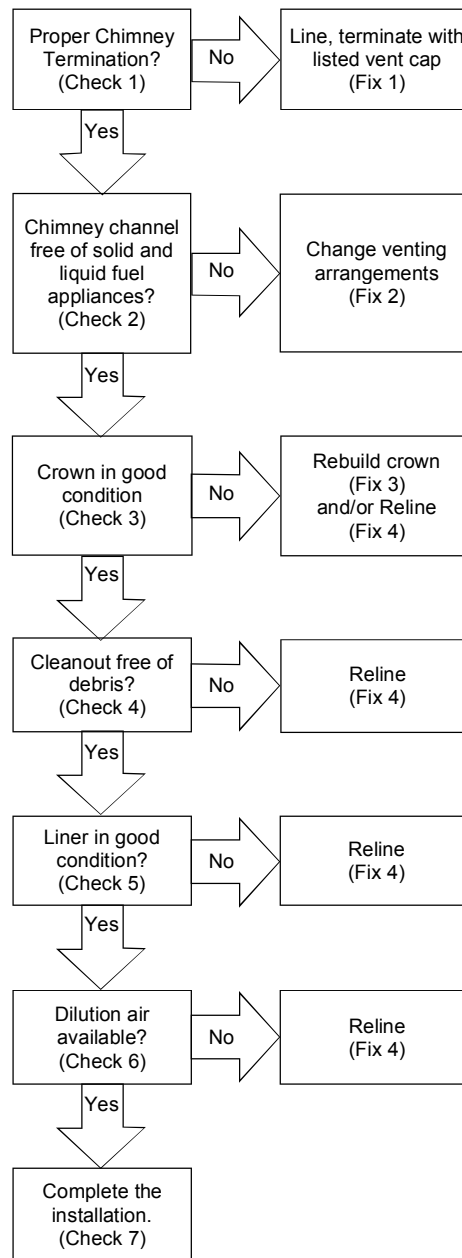 Proper Chimney
Termination?
(Check 1)
No
Line, terminate with
listed vent cap
(Fix 1)
Yes
Chimney channel
free of solid and
liquid fuel
appliances?
(Check 2)
No
Change venting
arrangements
(Fix 2)
Yes
Crown in good
condition
(Check 3)
No
Rebuild crown
(Fix 3)
and/or Reline
(Fix 4)
Yes
Cleanout free of
debris?
(Check 4)
No
Reline
(Fix 4)
Yes
Liner in good
condition?
(Check 5)
No
Reline
(Fix 4)
Yes
Dilution air
available?
(Check 6)
No
Reline
(Fix 4)
Yes
Complete the
installation.
(Check 7)